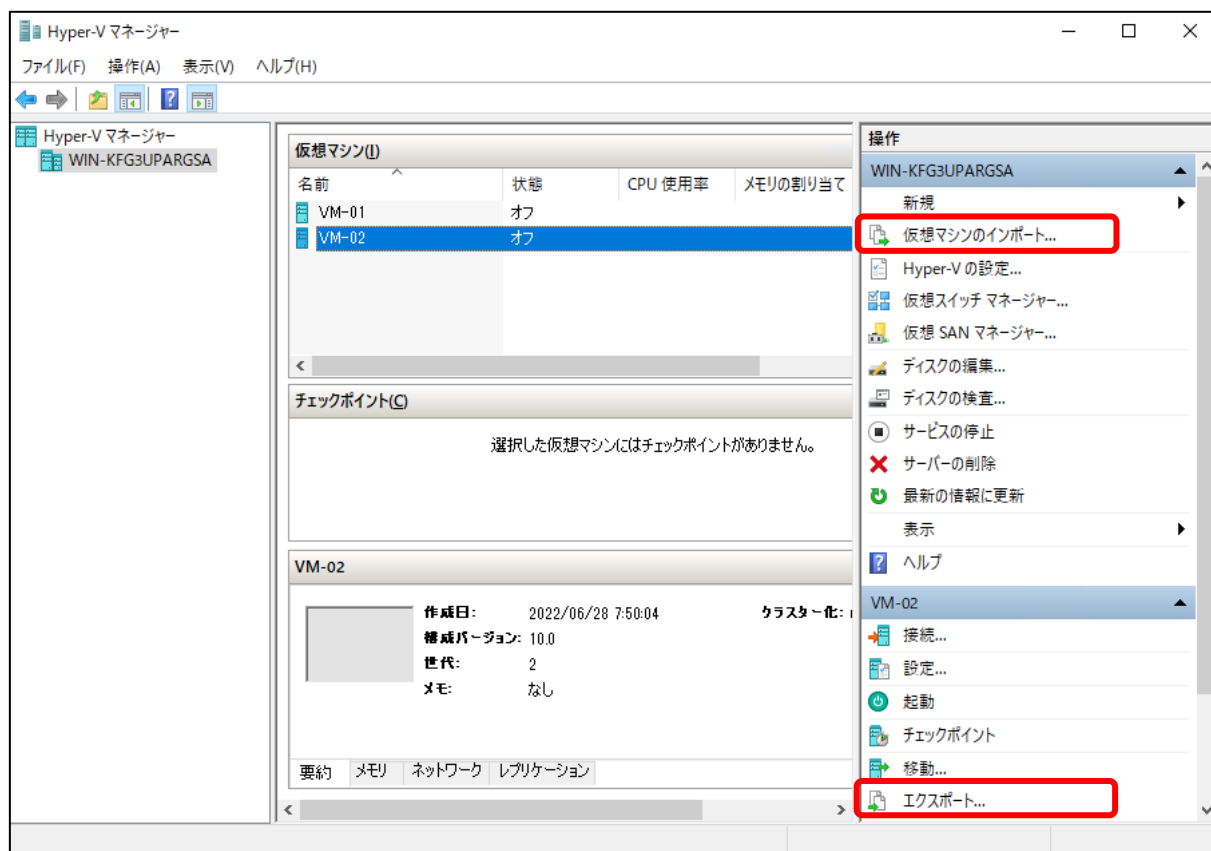 Hyper-V マネージャー
ファイル(F) 操作(A) 表示(V) ヘルプ(H)
Hyper-V マネージャー
WIN-KFG3UPARGSA
仮想マシン(I)
名前 状態 CPU 使用率 メモリの割り当て
VM-01 オフ
VM-02 オフ
チェックポイント(C)
選択した仮想マシンにはチェックポイントがありません。
VM-02
作成日: 2022/06/28 7:50:04 クラスター化:
構成バージョン: 10.0
世代: 2
メモ: なし
要約 メモリ ネットワーク レプリケーション
操作
WIN-KFG3UPARGSA
新規
仮想マシンのインポート...
Hyper-V の設定...
仮想スイッチ マネージャー...
仮想 SAN マネージャー...
ディスクの編集...
ディスクの検査...
サービスの停止
サーバーの削除
最新の情報に更新
表示
ヘルプ
VM-02
接続...
設定...
起動
チェックポイント
移動...
エクスポート...